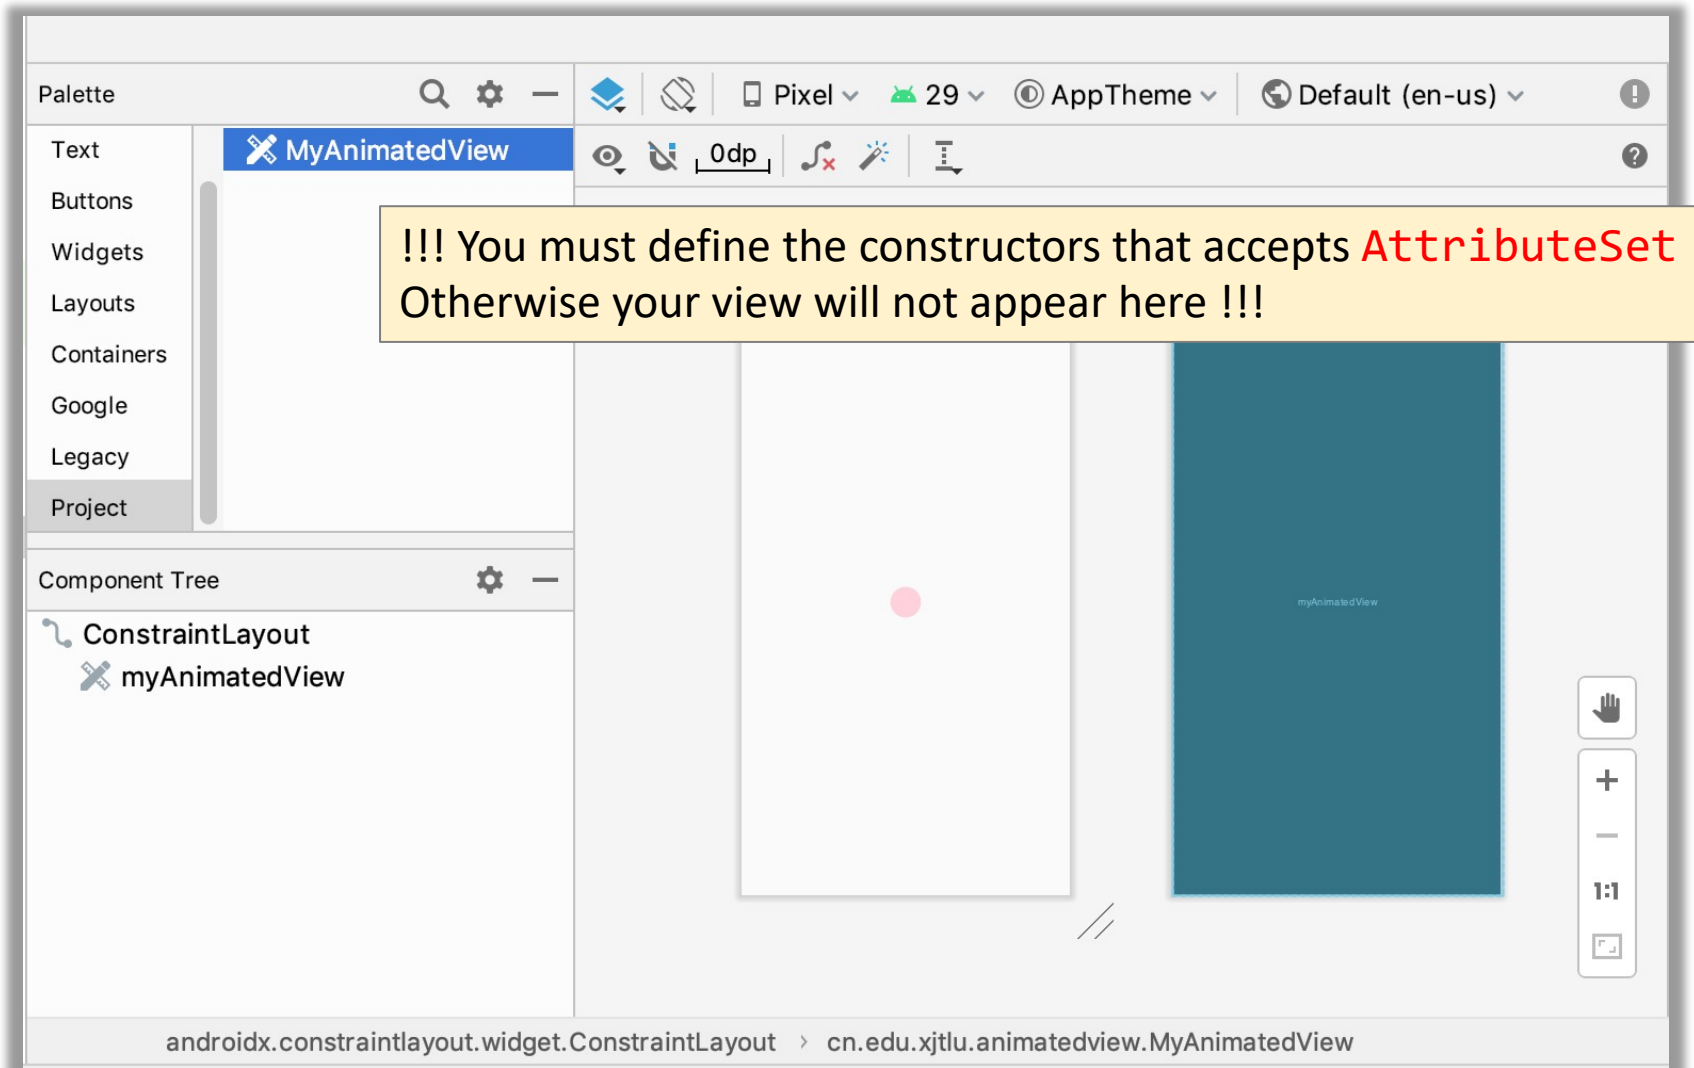 Palette
Pixel
29
AppTheme
Default (en-us)
Text
MyAnimatedView
0dp
Buttons
Widgets
Layouts
Containers
Google
Legacy
Project
!!! You must define the constructors that accepts AttributeSet
Otherwise your view will not appear here !!!
myAnimatedView
Component Tree
ConstraintLayout
myAnimatedView
1:1
androidx.constraintlayout.widget.ConstraintLayout › cn.edu.xjtlu.animatedview.MyAnimatedView